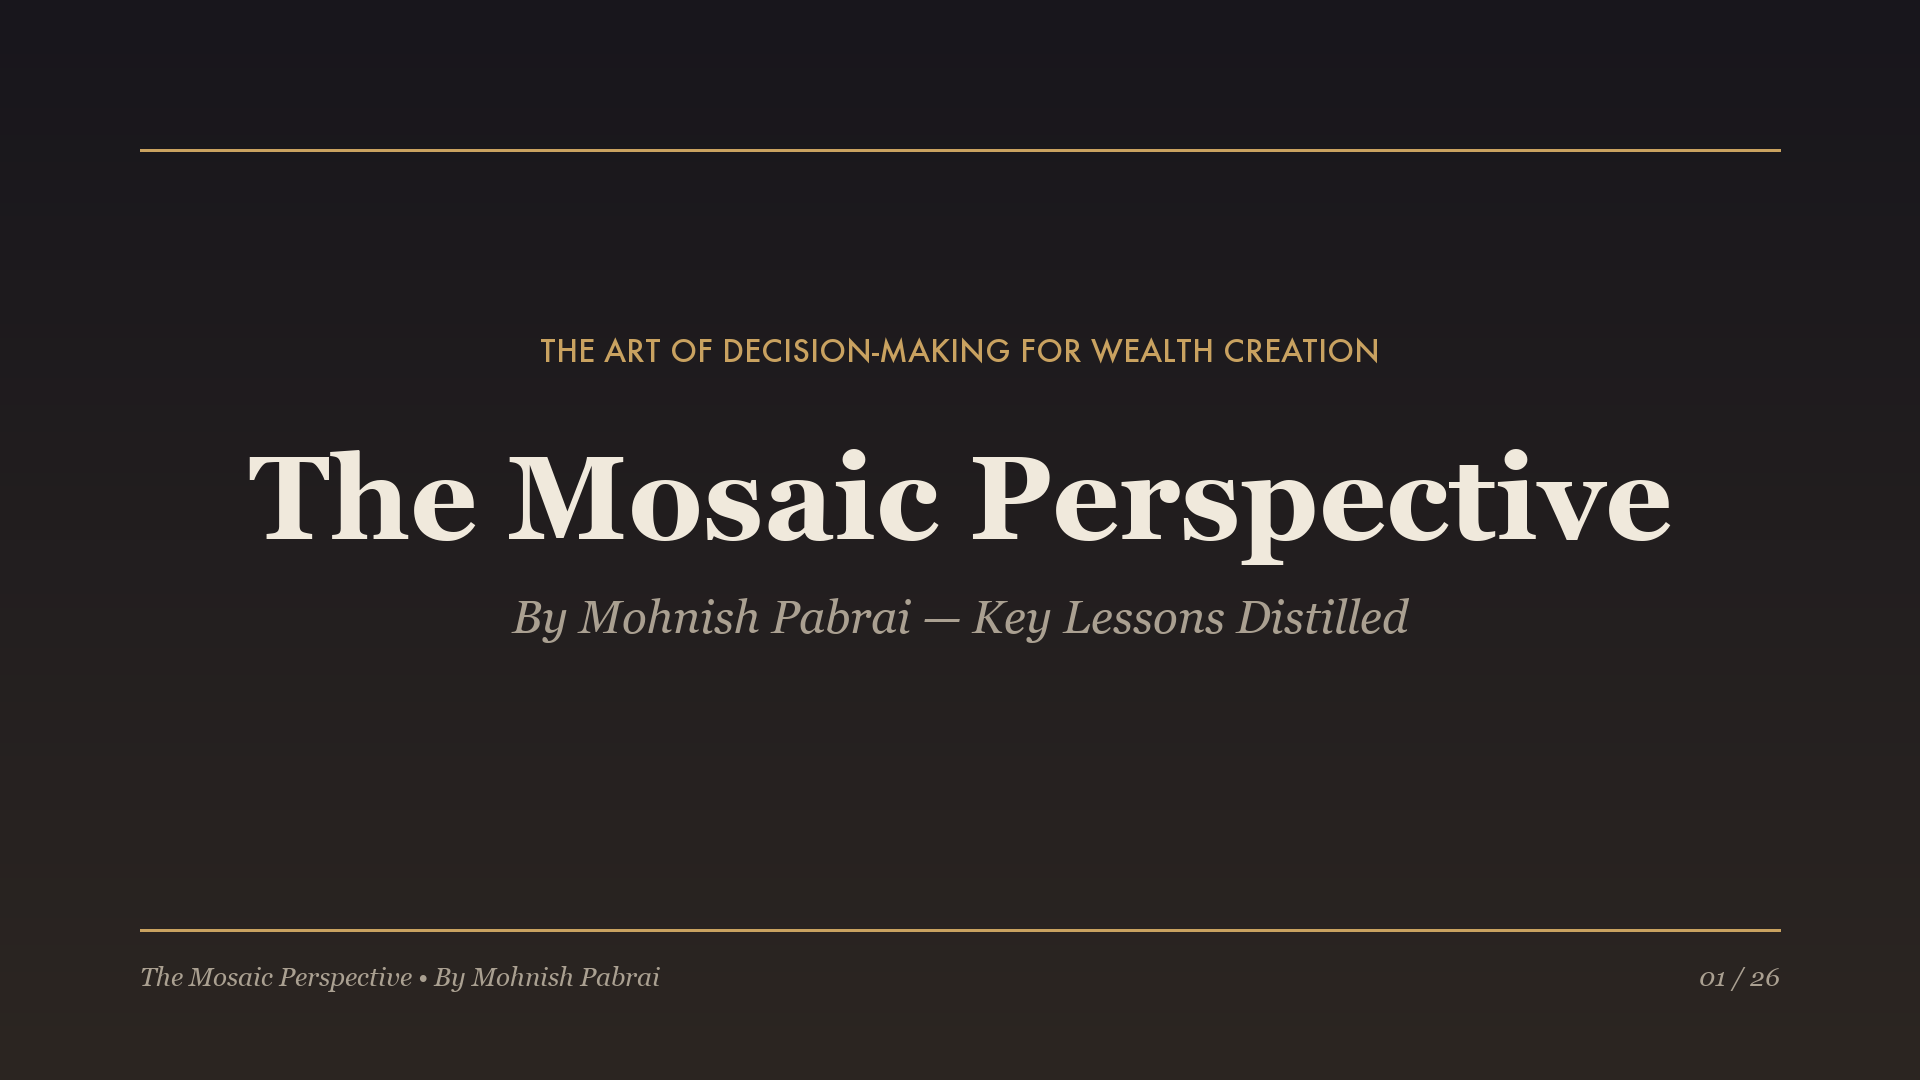 THE ART OF DECISION-MAKING FOR WEALTH CREATION
The Mosaic Perspective
By Mohnish Pabrai — Key Lessons Distilled
The Mosaic Perspective • By Mohnish Pabrai
01 / 26